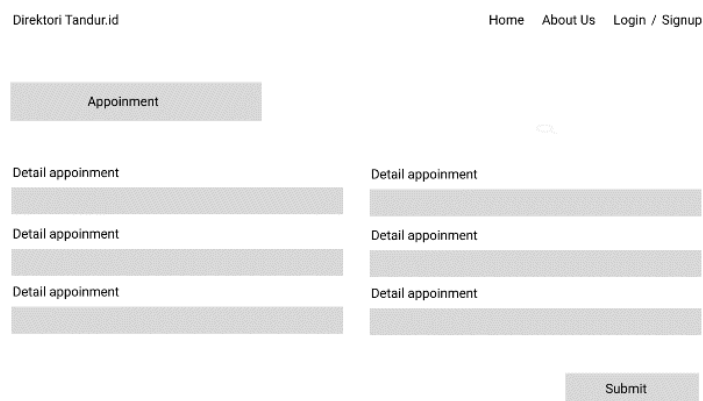 Direktori Tandur.id
Home About Us Login / Signup
Appoinment
Detail appoinment
Detail appoinment
Detail appoinment
Detail appoinment
Detail appoinment
Detail appoinment
Submit